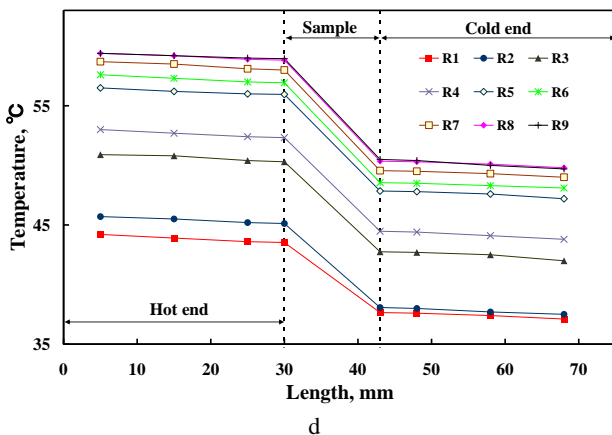 Sample
Cold end
R1 R2 R3
R4 R5 R6
R7 R8 R9
Temperature, ℃
55
45
35
Hot end
0 10 20 30 40 50 60 70
Length, mm
d